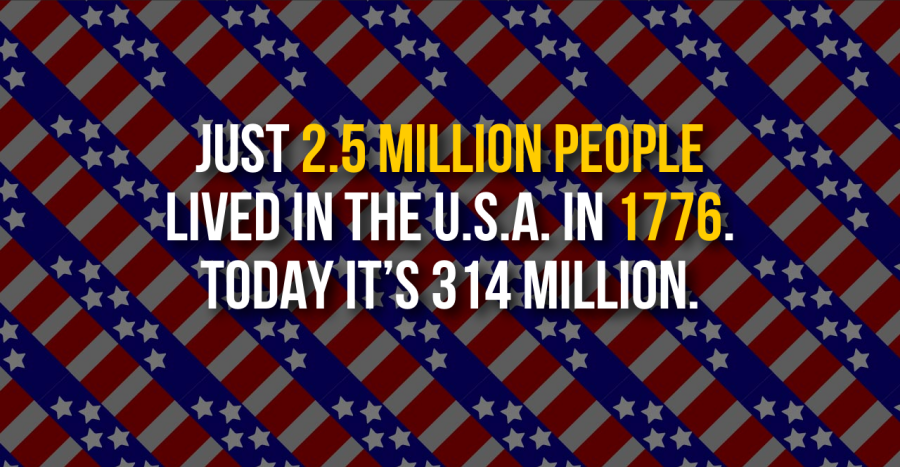 JUST 2.5 MILLION PEOPLE
LIVED IN THE U.S.A. IN 1776.
TODAY IT'S 314 MILLION.